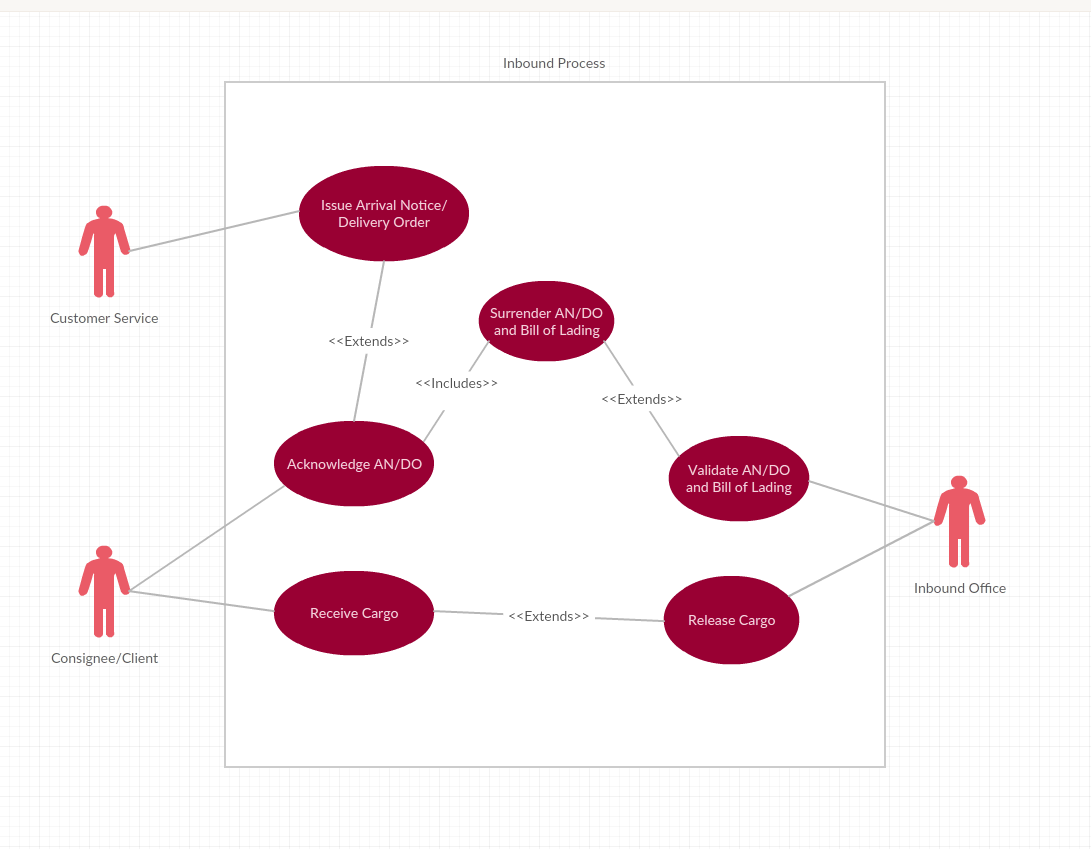 Inbound Process
Issue Arrival Notice/
Delivery Order
Customer Service
Surrender AN/DO
and Bill of Lading
<<Extends>>
<<Includes>>
<<Extends>>
Acknowledge AN/DO
Validate AN/DO
and Bill of Lading
Inbound Office
Receive Cargo
<<Extends>>
Release Cargo
Consignee/Client